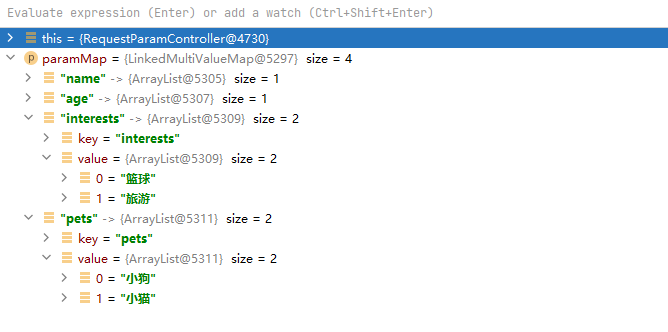 Evaluate expression (Enter) or add a watch (Ctrl+Shift+Enter)
this = {RequestParamController@4730}
p paramMap = {LinkedMultiValueMap@5297} size = 4
"name" -> {ArrayList@5305} size = 1
"age" -> {ArrayList@5307} size = 1
"interests" -> {ArrayList@5309} size = 2
key = "interests"
value = {ArrayList@5309} size = 2
0 = "篮球"
1 = "旅游"
"pets" -> {ArrayList@5311} size = 2
key = "pets"
value = {ArrayList@5311} size = 2
0 = "小狗"
1 = "小猫"